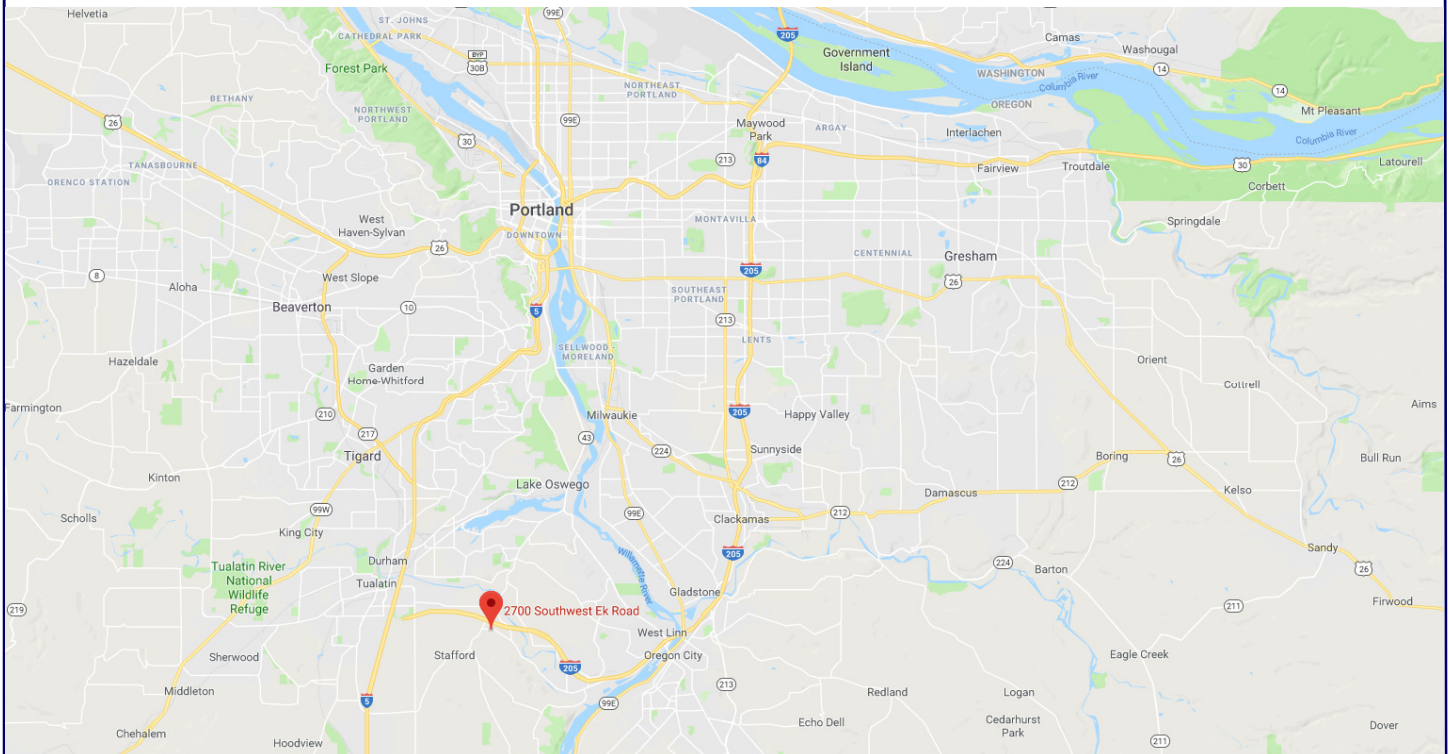 Helvetia
ST. JOHNS
CATHEDRAL PARK
99E
BYP
30B
205
Government
Island
Camas
Washougal
14
WASHINGTON
Columbia River
OREGON
14
Mt Pleasant
Forest Park
BETHANY
NORTHWEST
PORTLAND
NORTHEAST
PORTLAND
26
99E
30
Maywood
Park
ARGAY
Interlachen
Columbia River
TANASBOURNE
213
84
Fairview
Troutdale
30
Latourell
ORENCO STATION
Corbett
Portland
West
Haven-Sylvan
DOWNTOWN
MONTAVILLA
Springdale
26
CENTENNIAL
Gresham
8
Aloha
West Slope
205
26
SOUTHEAST
PORTLAND
Beaverton
10
5
213
LENTS
SELLWOOD -
MORELAND
Hazeldale
Garden
Home-Whitford
Orient
Cottrell
Farmington
210
Milwaukie
205
Happy Valley
Aims
217
43
224
Sunnyside
Tigard
Boring
26
Bull Run
Kinton
Lake Oswego
212
Damascus
Kelso
99W
99E
Clackamas
212
Scholls
King City
205
Sandy
Durham
Willamette River
224
Barton
26
Tualatin River
National
Wildlife
Refuge
Tualatin
Gladstone
219
2700 Southwest Ek Road
211
Firwood
West Linn
Sherwood
Stafford
205
Oregon City
Eagle Creek
213
Middleton
5
99E
Redland
Logan
Echo Dell
Cedarhurst
Park
Dover
Chehalem
Hoodview
211